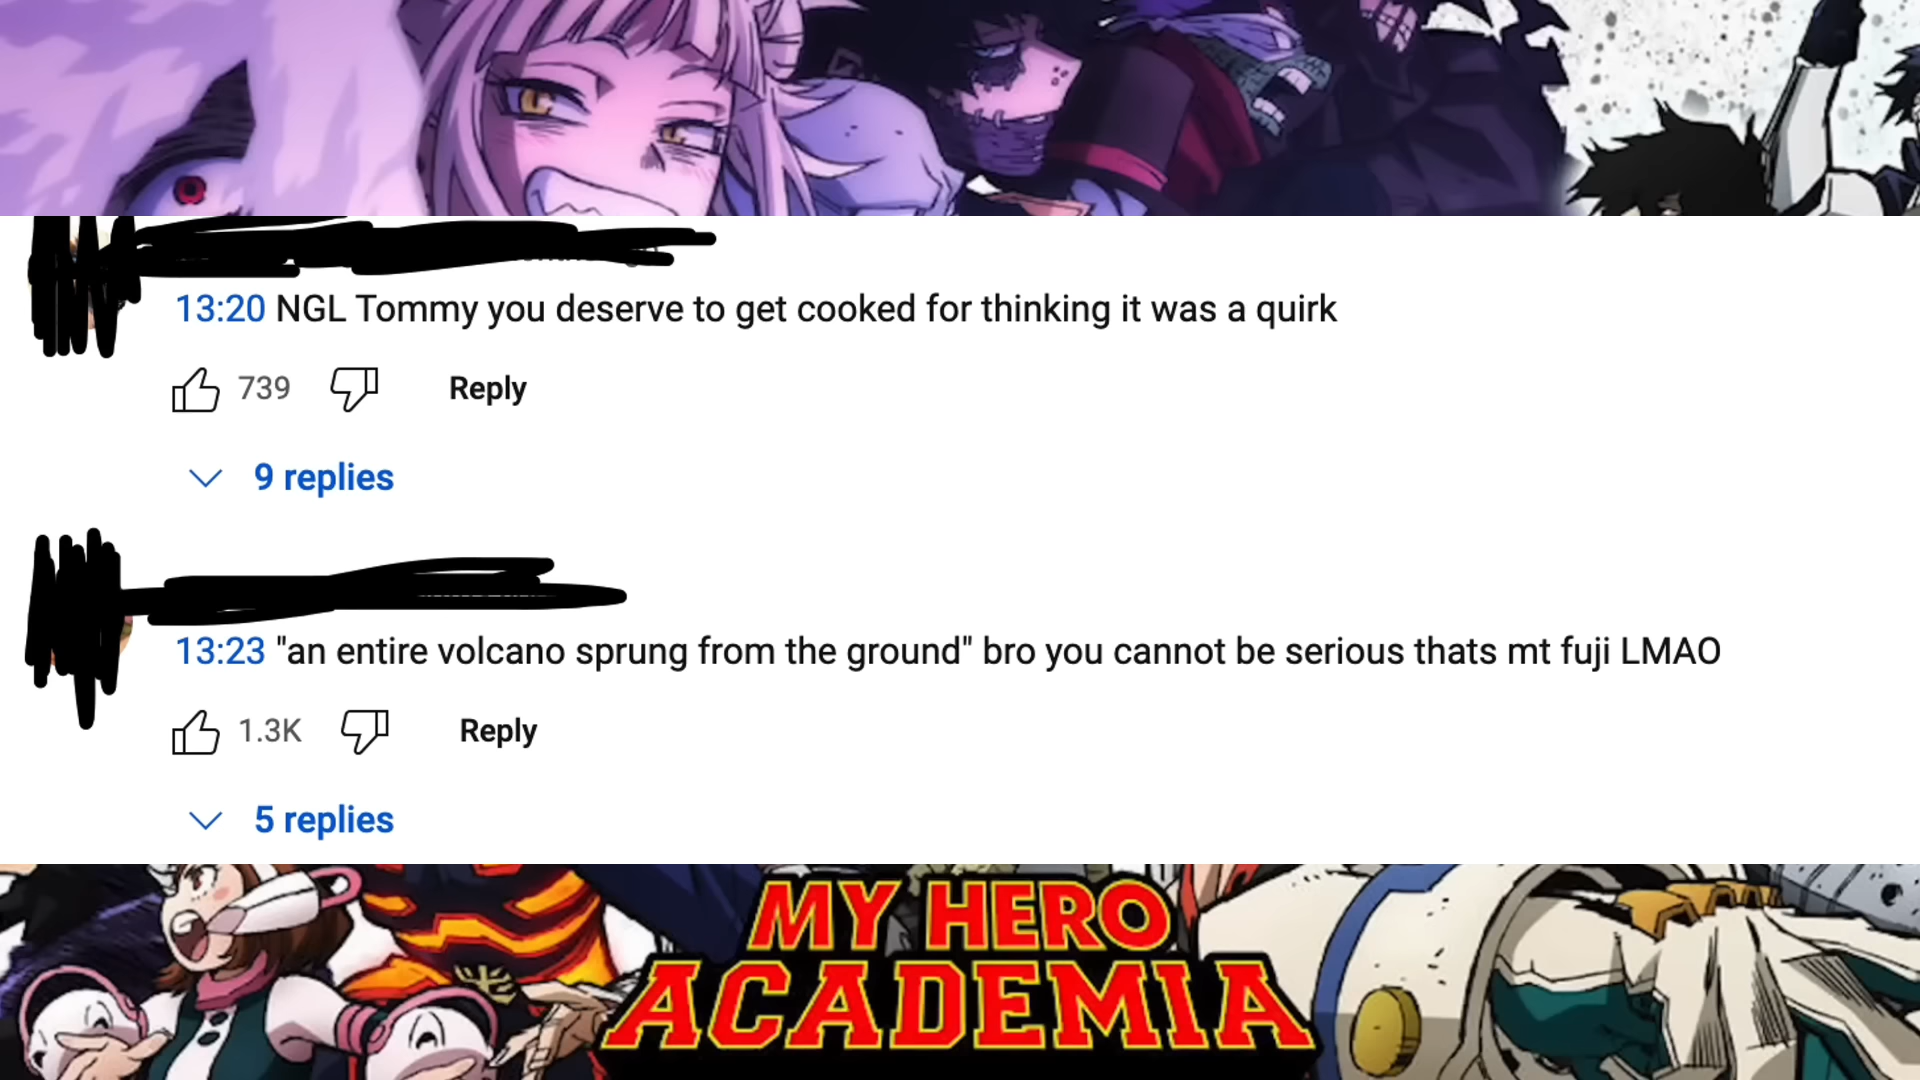 13:20 NGL Tommy you deserve to get cooked for thinking it was a quirk
739 Reply
9 replies
13:23 "an entire volcano sprung from the ground" bro you cannot be serious thats mt fuji LMAO
1.3K Reply
5 replies
MY HERO
ACADEMIA